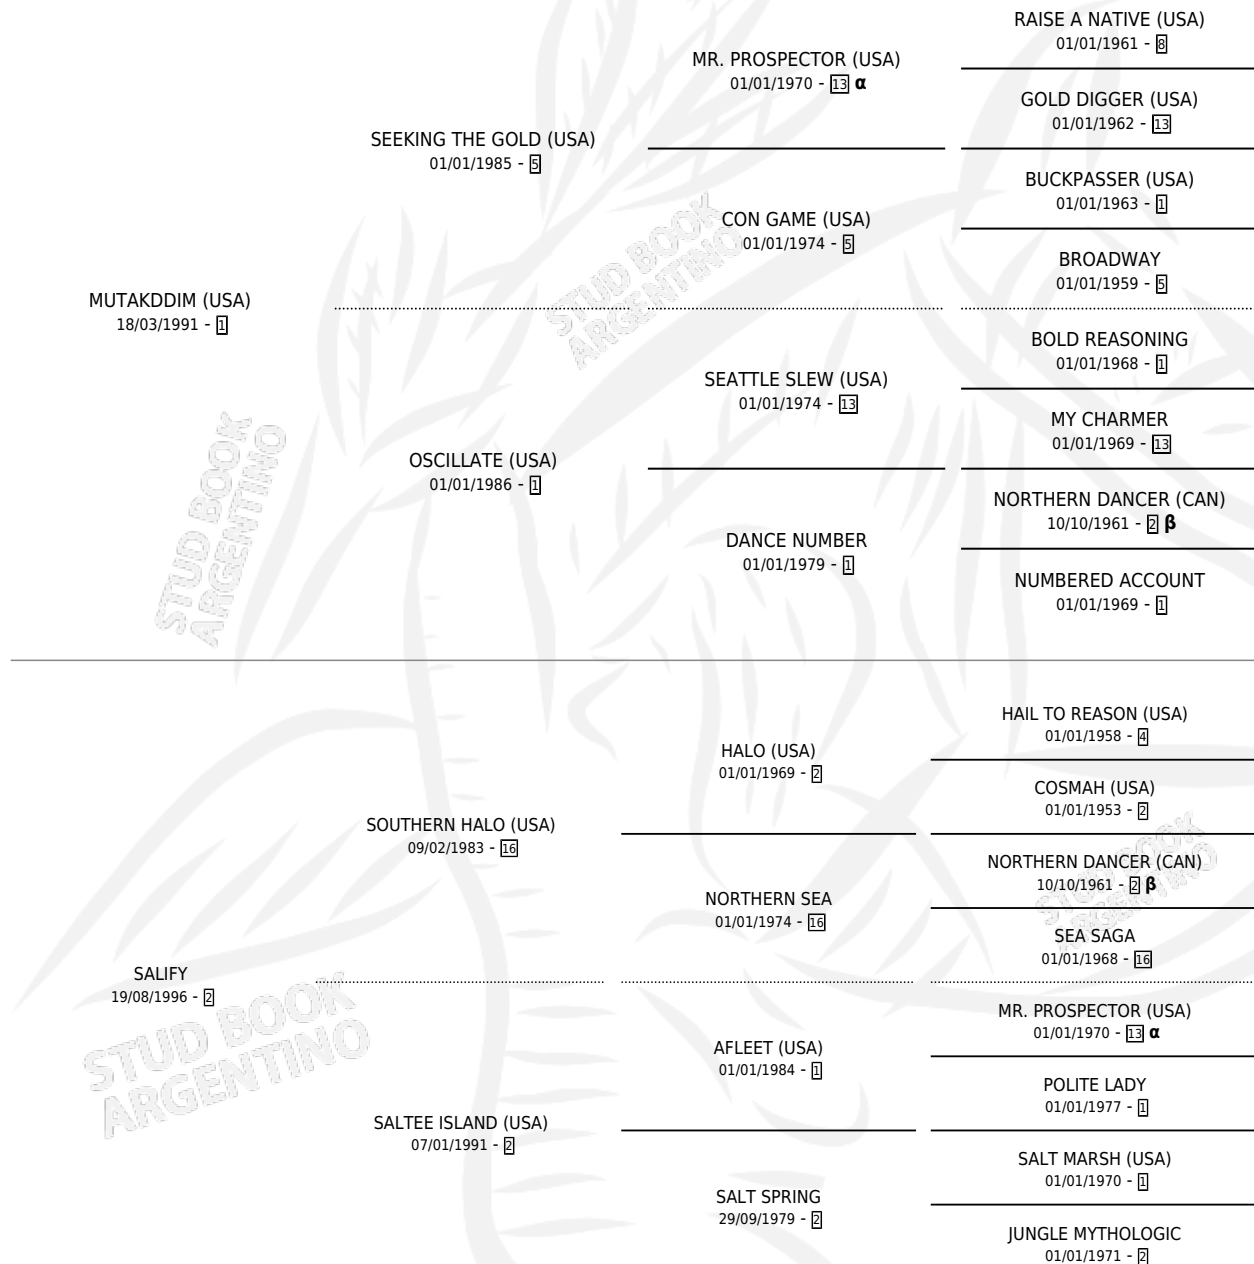 RAISE A NATIVE (USA)
01/01/1961 - 8
MR. PROSPECTOR (USA)
01/01/1970 - 13 α
GOLD DIGGER (USA)
01/01/1962 - 13
SEEKING THE GOLD (USA)
01/01/1985 - 5
BUCKPASSER (USA)
01/01/1963 - 1
CON GAME (USA)
01/01/1974 - 5
BROADWAY
01/01/1959 - 5
MUTAKDDIM (USA)
18/03/1991 - 1
BOLD REASONING
01/01/1968 - 1
SEATTLE SLEW (USA)
01/01/1974 - 13
MY CHARMER
01/01/1969 - 13
OSCILLATE (USA)
01/01/1986 - 1
NORTHERN DANCER (CAN)
10/10/1961 - 2 β
DANCE NUMBER
01/01/1979 - 1
NUMBERED ACCOUNT
01/01/1969 - 1
HAIL TO REASON (USA)
01/01/1958 - 4
HALO (USA)
01/01/1969 - 2
COSMAH (USA)
01/01/1953 - 2
SOUTHERN HALO (USA)
09/02/1983 - 16
NORTHERN DANCER (CAN)
10/10/1961 - 2 β
NORTHERN SEA
01/01/1974 - 16
SEA SAGA
01/01/1968 - 16
SALIFY
19/08/1996 - 2
MR. PROSPECTOR (USA)
01/01/1970 - 13 α
AFLEET (USA)
01/01/1984 - 1
POLITE LADY
01/01/1977 - 1
SALTEE ISLAND (USA)
07/01/1991 - 2
SALT MARSH (USA)
01/01/1970 - 1
SALT SPRING
29/09/1979 - 2
JUNGLE MYTHOLOGIC
01/01/1971 - 2
STUD BOOK
ARGENTINO
STUD BOOK
ARGENTINO
STUD BOOK
ARGENTINO
STUD BOOK
ARGENTINO